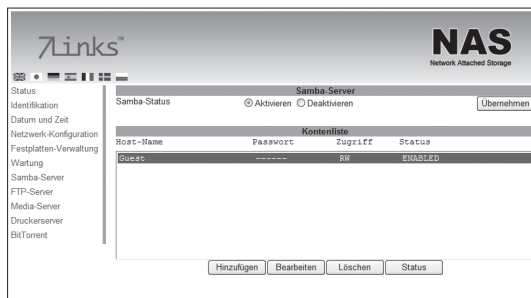 7links™
NAS
Network Attached Storage
Status
Identifikation
Datum und Zeit
Netzwerk-Konfiguration
Festplatten-Verwaltung
Wartung
Samba-Server
FTP-Server
Media-Server
Druckerserver
BitTorrent
Samba-Server
Samba-Status Aktivieren Deaktivieren Übernehmen
Kontenliste
Host-Name Passwort Zugriff Status
Guest ------ RW ENABLED
Hinzufügen Bearbeiten Löschen Status